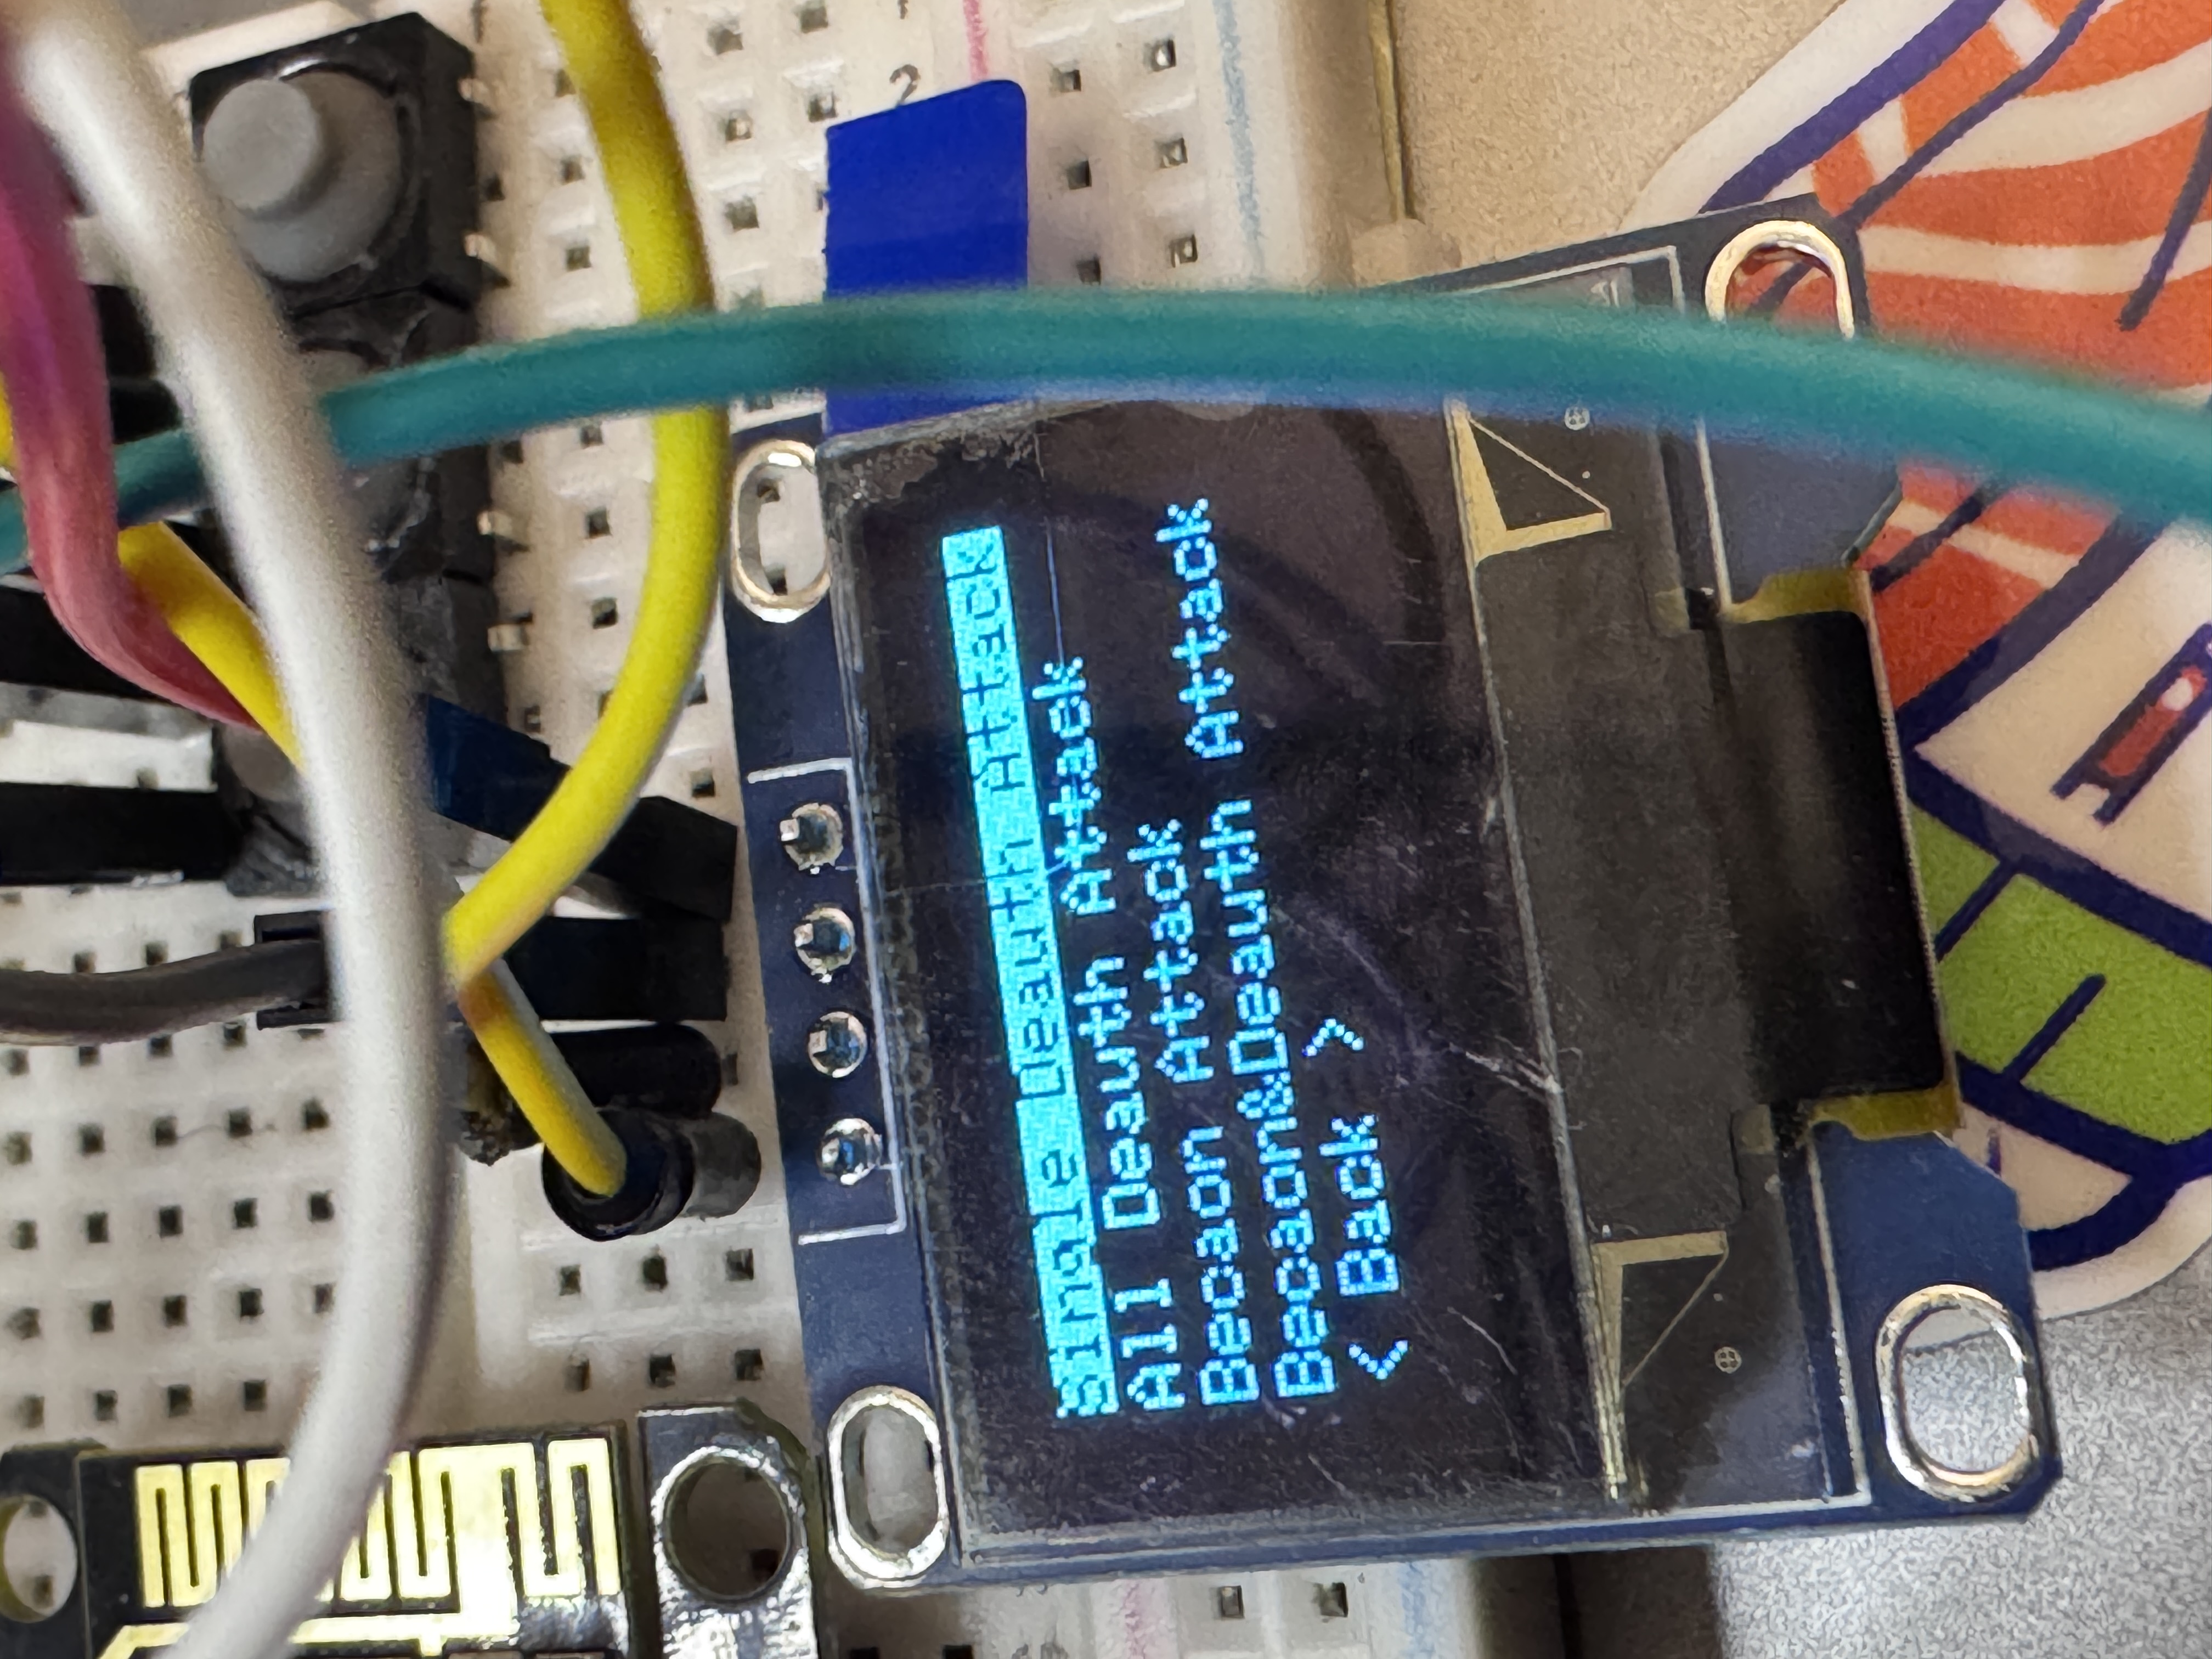 Single Deauth Attack
All Deauth Attack
Becaon Attack
Becaon&Deauth Attack
< Back >